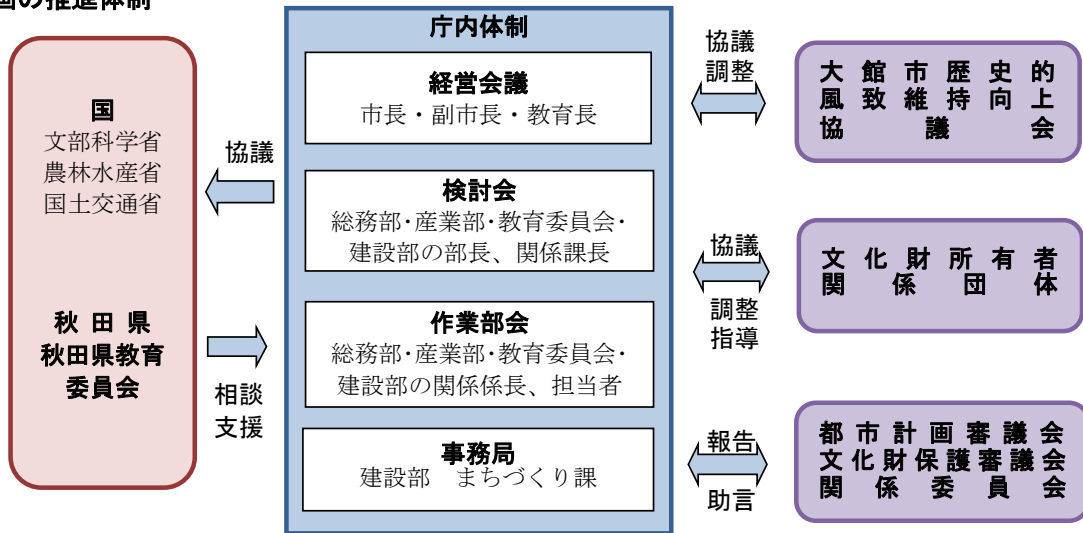 画の推進体制
国
文部科学省
農林水産省
国土交通省
秋田県
秋田県教育
委員会
協議
相談
支援
庁内体制
経営会議
市長・副市長・教育長
検討会
総務部・産業部・教育委員会・
建設部の部長、関係課長
作業部会
総務部・産業部・教育委員会・
建設部の関係係長、担当者
事務局
建設部　まちづくり課
協議
調整
協議
調整
指導
報告
助言
大館市歴史的
風致維持向上
協議会
文化財所有者
関係団体
都市計画審議会
文化財保護審議会
関係委員会